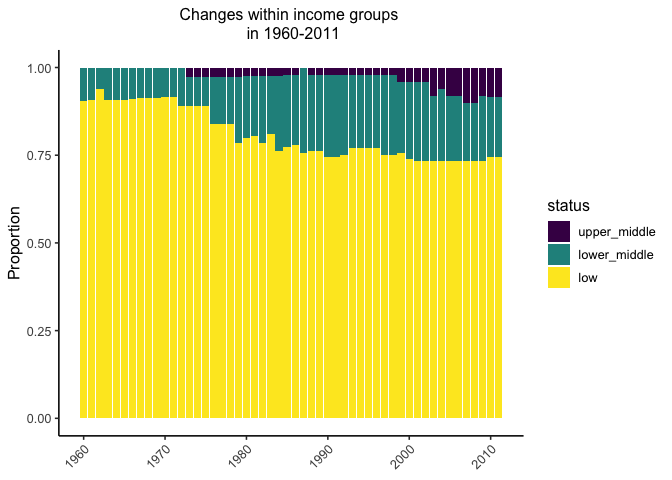 Changes within income groups
in 1960-2011
Proportion
1.00
0.75
0.50
0.25
0.00
1960
1970
1980
1990
2000
2010
status
upper_middle
lower_middle
low